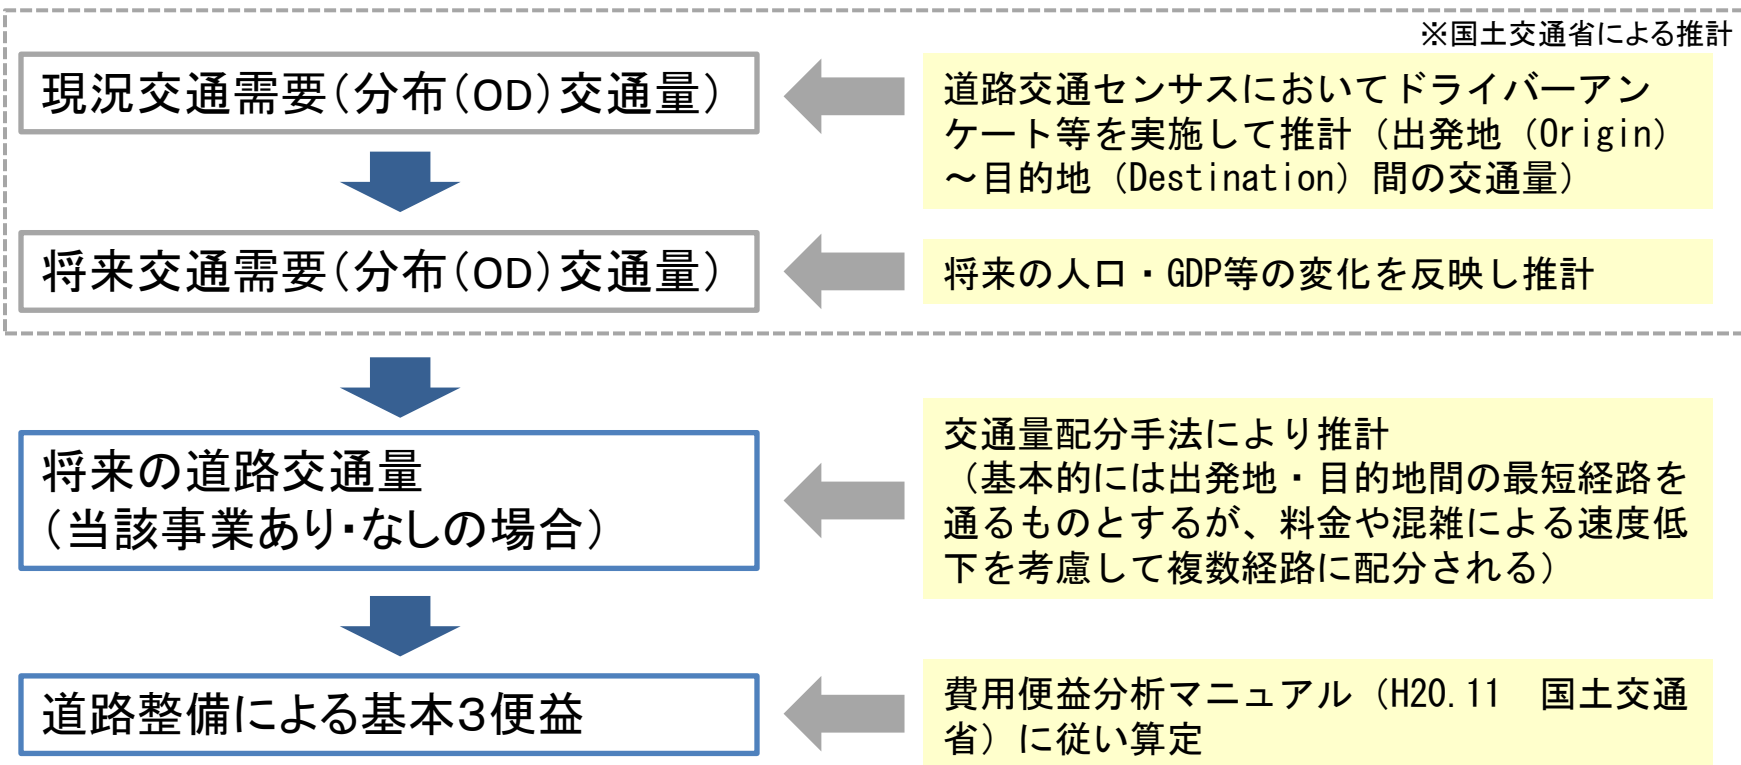 ※国土交通省による推計
現況交通需要（分布（OD）交通量）
道路交通センサスにおいてドライバーアン
ケート等を実施して推計（出発地（Origin）
～目的地（Destination）間の交通量）
将来交通需要（分布（OD）交通量）
将来の人口・GDP等の変化を反映し推計
将来の道路交通量
（当該事業あり・なしの場合）
交通量配分手法により推計
（基本的には出発地・目的地間の最短経路を
通るものとするが、料金や混雑による速度低
下を考慮して複数経路に配分される）
道路整備による基本３便益
費用便益分析マニュアル（H20.11　国土交通
省）に従い算定